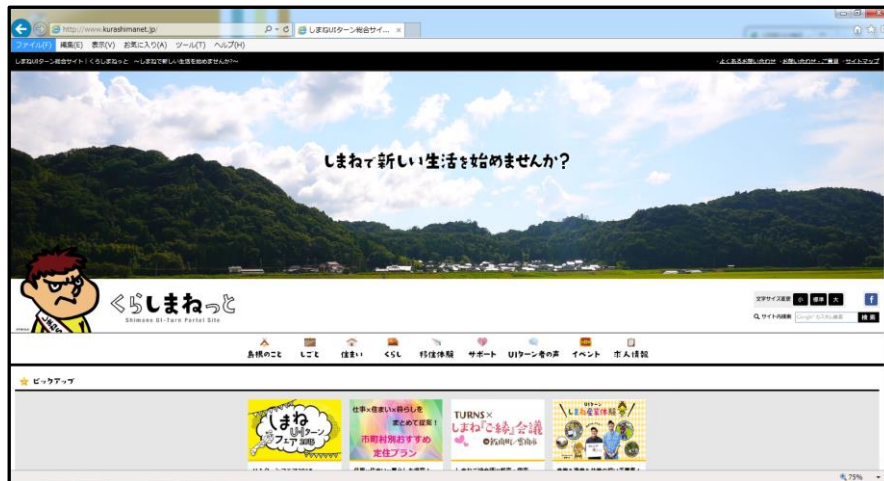 http://www.kurashimanet.jp/
しまねUIターン総合サイ...
ファイル(F) 編集(E) 表示(V) お気に入り(A) ツール(T) ヘルプ(H)
しまねUIターン総合サイト｜くらしまねっと ～しまねで新しい生活を始めませんか?～
よくあるお問い合わせ ・お問い合わせ・ご意見 ・サイトマップ
しまねで新しい生活を始めませんか?
くらしまねっと
Shimane UI-Turn Portal Site
文字サイズ変更 小 標準 大
サイト内検索 検索
島根のこと しごと 住まい くらし 移住体験 サポート UIターン者の声 イベント 求人情報
ピックアップ
しまね
UIターン
フェア
仕事×住まい×暮らしを
まとめて提案!
市町村別おすすめ
定住プラン
TURNS×
しまね『ご縁』会議
UIターン
しまね産業体験
75%